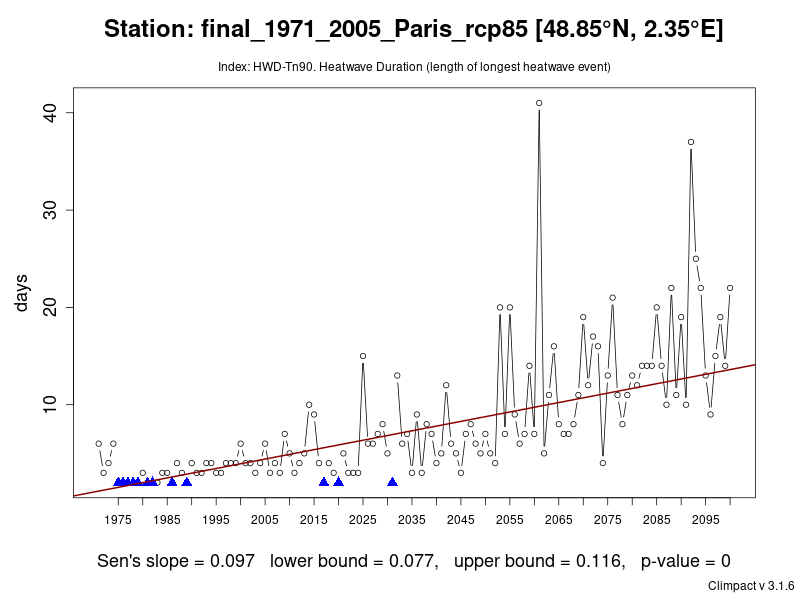 Station: final_1971_2005_Paris_rcp85 [48.85°N, 2.35°E]
Index: HWD-Tn90. Heatwave Duration (length of longest heatwave event)
40
30
20
10
days
1975 1985 1995 2005 2015 2025 2035 2045 2055 2065 2075 2085 2095
Sen's slope = 0.097 lower bound = 0.077, upper bound = 0.116, p-value = 0
Climpact v 3.1.6